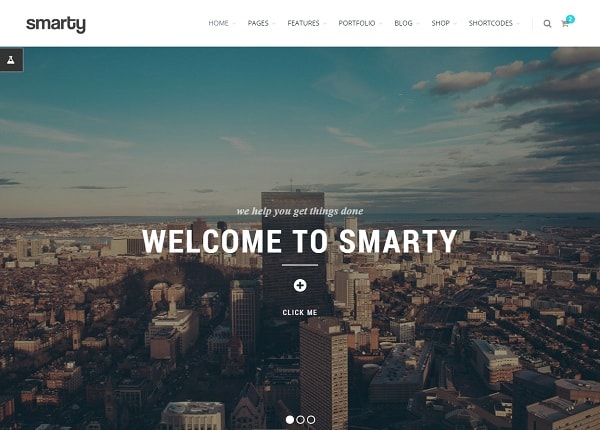 smarty
HOME PAGES FEATURES PORTFOLIO BLOG SHOP SHORTCODES 2
we help you get things done
WELCOME TO SMARTY
CLICK ME